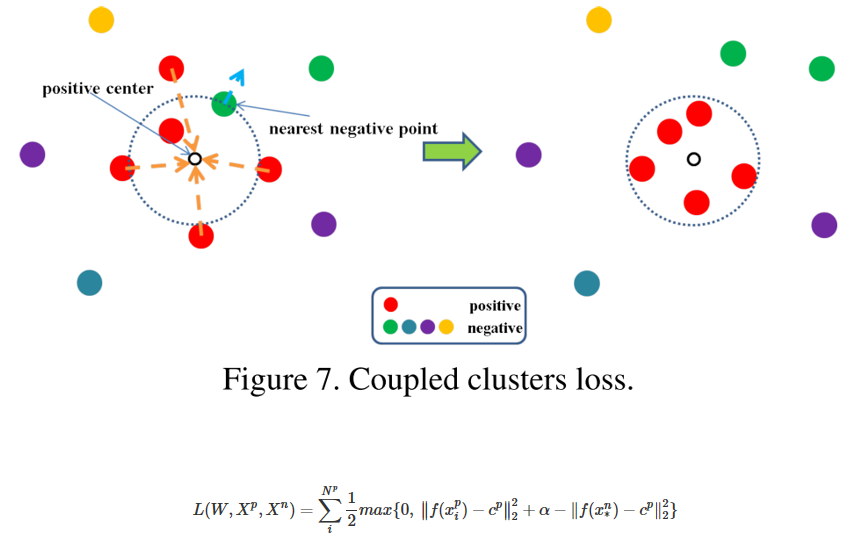 positive center
nearest negative point
positive
negative
Figure 7. Coupled clusters loss.
$L(W, X^p, X^n) = \sum_{i}^{N^p} \frac{1}{2} max\{0, \|f(x_i^p) - c^p\|_2^2 + \alpha - \|f(x_*^n) - c^p\|_2^2\}$